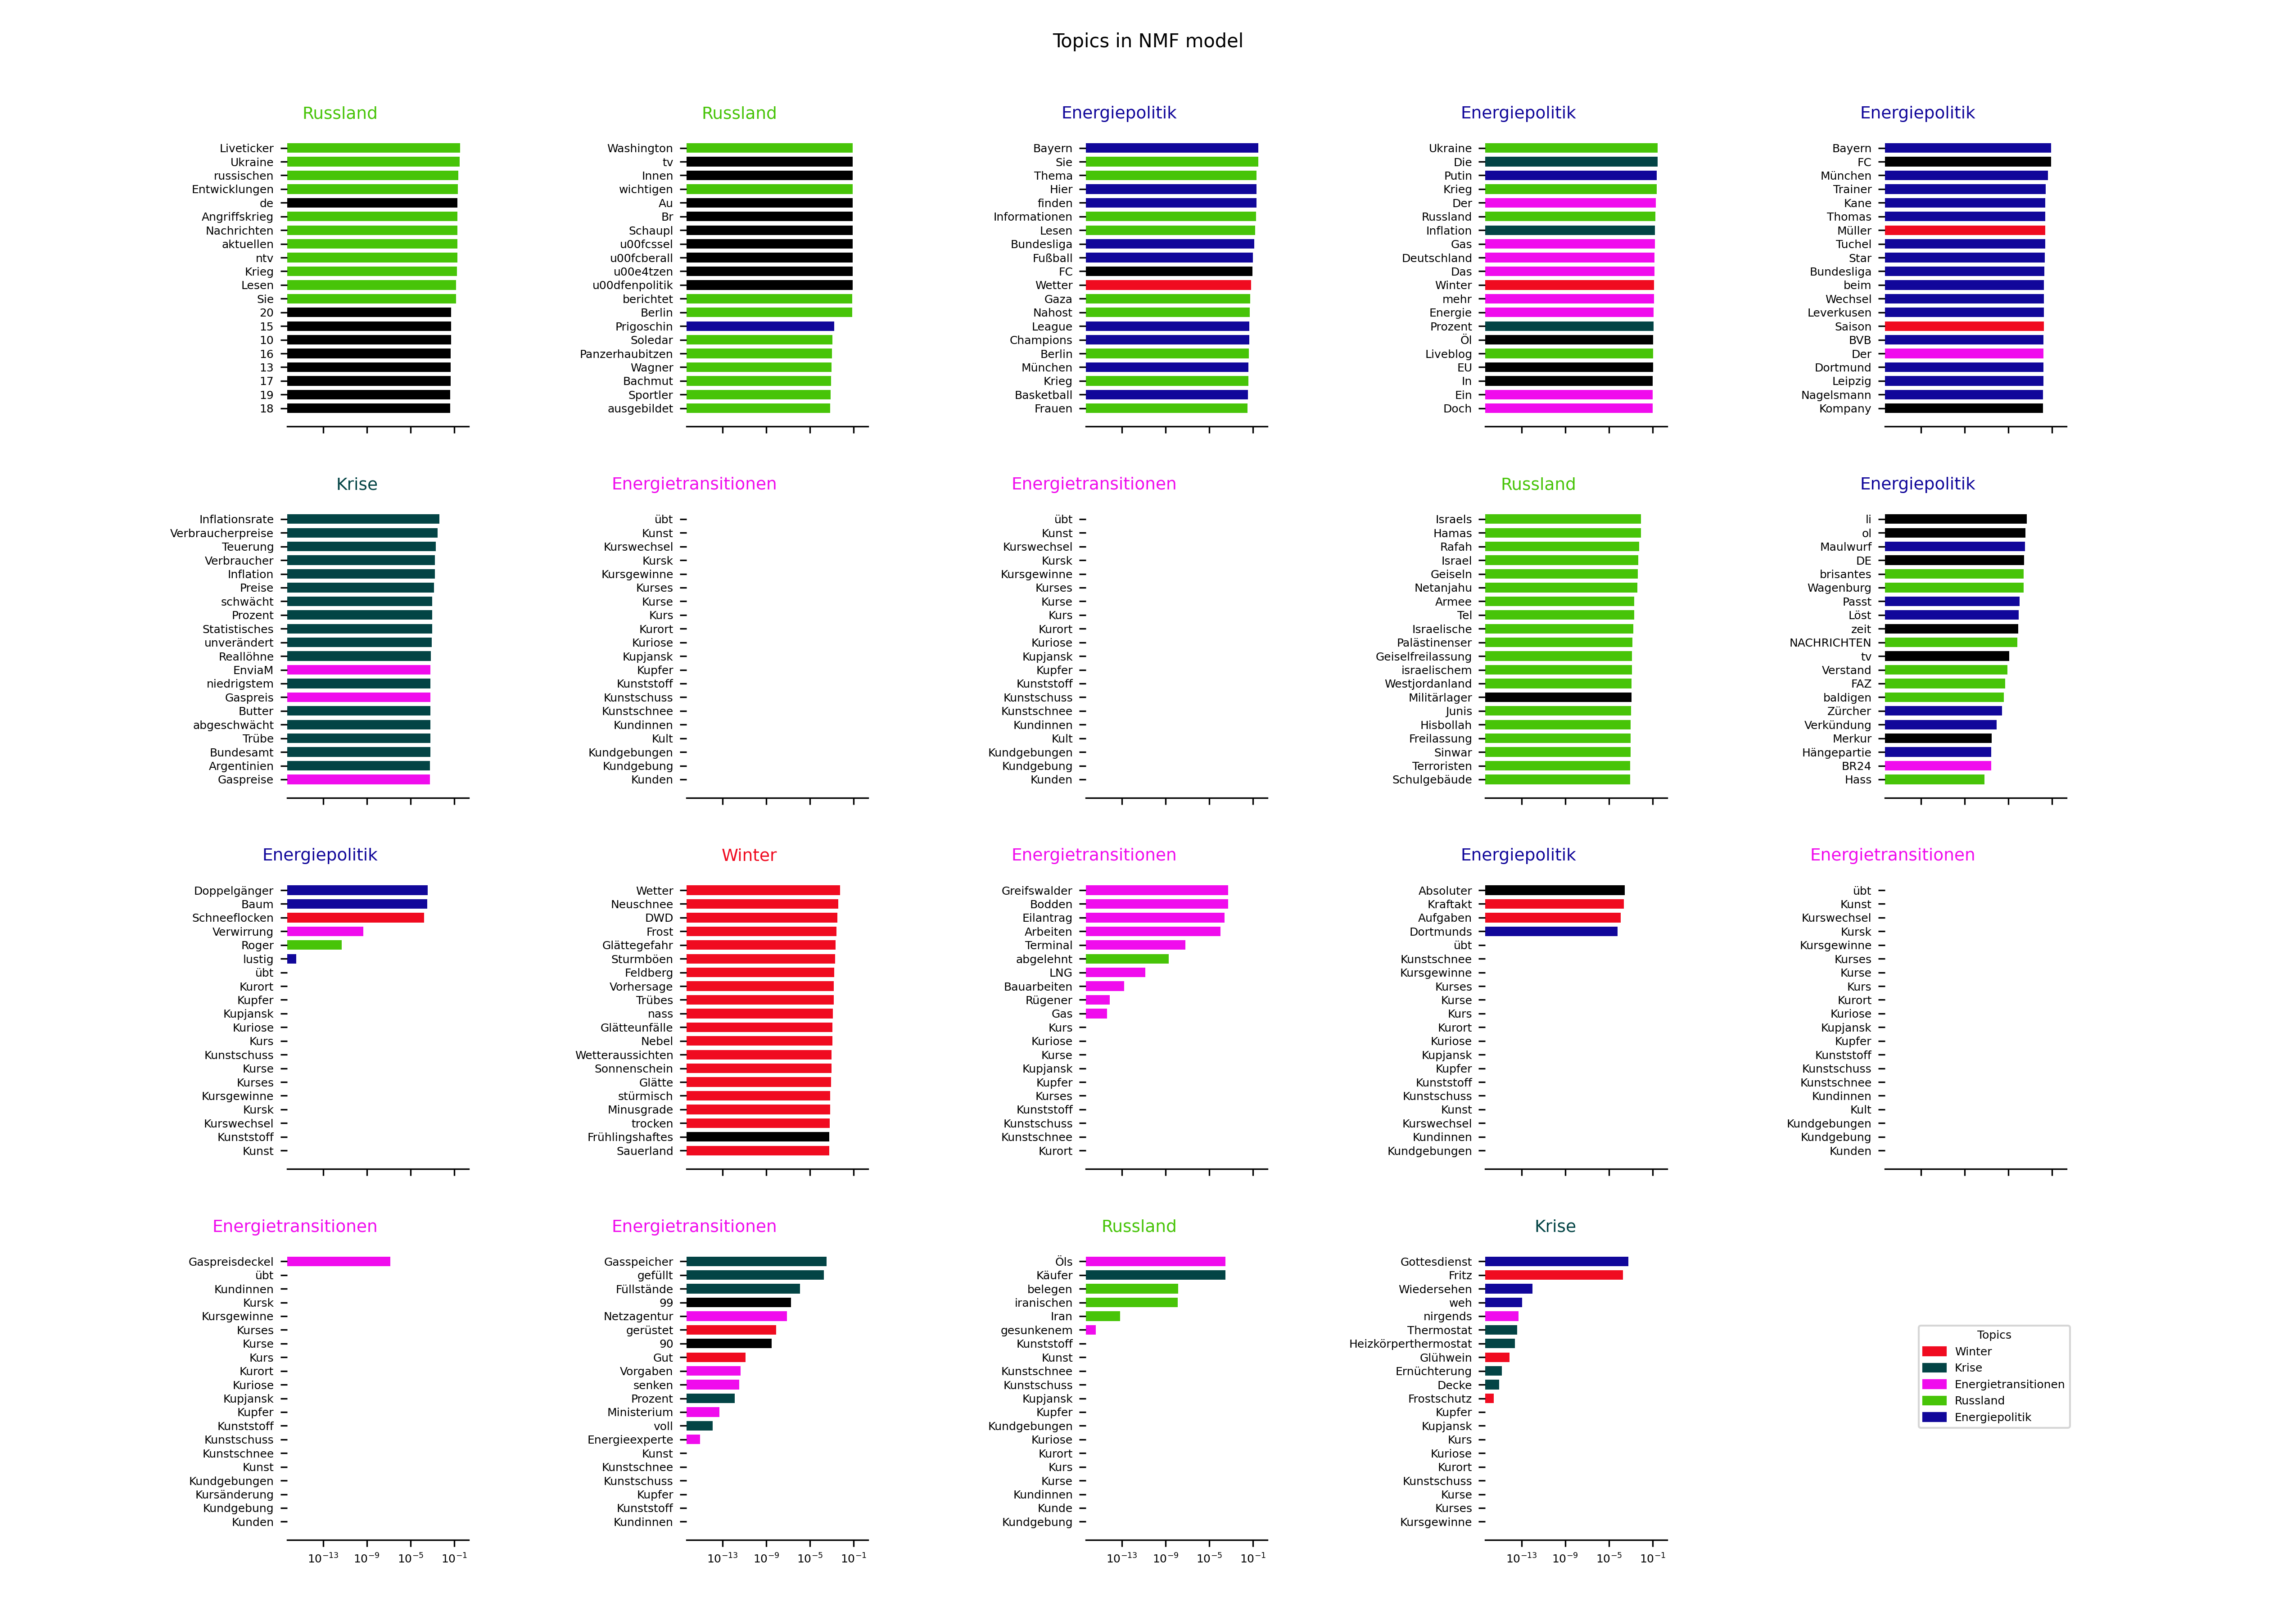 Topics in NMF model
Russland
Liveticker
Ukraine
russischen
Entwicklungen
de
Angriffskrieg
Nachrichten
aktuellen
ntv
Krieg
Lesen
Sie
20
15
10
16
13
17
19
18
Russland
Washington
tv
Innen
wichtigen
Au
Br
Schaupl
u00fcssel
u00fcberall
u00e4tzen
u00dfenpolitik
berichtet
Berlin
Prigoschin
Soledar
Panzerhaubitzen
Wagner
Bachmut
Sportler
ausgebildet
Energiepolitik
Bayern
Sie
Thema
Hier
finden
Informationen
Lesen
Bundesliga
Fußball
FC
Wetter
Gaza
Nahost
League
Champions
Berlin
München
Krieg
Basketball
Frauen
Energiepolitik
Ukraine
Die
Putin
Krieg
Der
Russland
Inflation
Gas
Deutschland
Das
Winter
mehr
Energie
Prozent
Öl
Liveblog
EU
In
Ein
Doch
Energiepolitik
Bayern
FC
München
Trainer
Kane
Thomas
Müller
Tuchel
Star
Bundesliga
beim
Wechsel
Leverkusen
Saison
BVB
Der
Dortmund
Leipzig
Nagelsmann
Kompany
Krise
Inflationsrate
Verbraucherpreise
Teuerung
Verbraucher
Inflation
Preise
schwächt
Prozent
Statistisches
unverändert
Reallöhne
EnviaM
niedrigstem
Gaspreis
Butter
abgeschwächt
Trübe
Bundesamt
Argentinien
Gaspreise
Energietransitionen
übt
Kunst
Kurswechsel
Kursk
Kursgewinne
Kurses
Kurse
Kurs
Kurort
Kuriose
Kupjansk
Kupfer
Kunststoff
Kunstschuss
Kunstschnee
Kundinnen
Kult
Kundgebungen
Kundgebung
Kunden
Energietransitionen
übt
Kunst
Kurswechsel
Kursk
Kursgewinne
Kurses
Kurse
Kurs
Kurort
Kuriose
Kupjansk
Kupfer
Kunststoff
Kunstschuss
Kunstschnee
Kundinnen
Kult
Kundgebungen
Kundgebung
Kunden
Russland
Israels
Hamas
Rafah
Israel
Geiseln
Netanjahu
Armee
Tel
Israelische
Palästinenser
Geiselfreilassung
israelischem
Westjordanland
Militärlager
Junis
Hisbollah
Freilassung
Sinwar
Terroristen
Schulgebäude
Energiepolitik
li
ol
Maulwurf
DE
brisantes
Wagenburg
Passt
Löst
zeit
NACHRICHTEN
tv
Verstand
FAZ
baldigen
Zürcher
Verkündung
Merkur
Hängepartie
BR24
Hass
Energiepolitik
Doppelgänger
Baum
Schneeflocken
Verwirrung
Roger
lustig
übt
Kurort
Kupfer
Kupjansk
Kuriose
Kurs
Kunstschuss
Kurse
Kurses
Kursgewinne
Kursk
Kurswechsel
Kunststoff
Kunst
Winter
Wetter
Neuschnee
DWD
Frost
Glättegefahr
Sturmböen
Feldberg
Vorhersage
Trübes
nass
Glätteunfälle
Nebel
Wetteraussichten
Sonnenschein
Glätte
stürmisch
Minusgrade
trocken
Frühlingshaftes
Sauerland
Energietransitionen
Greifswalder
Bodden
Eilantrag
Arbeiten
Terminal
abgelehnt
LNG
Bauarbeiten
Rügener
Gas
Kurs
Kuriose
Kurse
Kupjansk
Kupfer
Kurses
Kunststoff
Kunstschuss
Kunstschnee
Kurort
Energiepolitik
Absoluter
Kraftakt
Aufgaben
Dortmunds
übt
Kunstschnee
Kursgewinne
Kurses
Kurse
Kurs
Kurort
Kuriose
Kupjansk
Kupfer
Kunststoff
Kunstschuss
Kunst
Kurswechsel
Kundinnen
Kundgebungen
Energietransitionen
übt
Kunst
Kurswechsel
Kursk
Kursgewinne
Kurses
Kurse
Kurs
Kurort
Kuriose
Kupjansk
Kupfer
Kunststoff
Kunstschuss
Kunstschnee
Kundinnen
Kult
Kundgebungen
Kundgebung
Kunden
Energietransitionen
Gaspreisdeckel
übt
Kundinnen
Kursk
Kursgewinne
Kurses
Kurse
Kurs
Kurort
Kuriose
Kupjansk
Kupfer
Kunststoff
Kunstschuss
Kunstschnee
Kunst
Kundgebungen
Kursänderung
Kundgebung
Kunden
10⁻¹³ 10⁻⁹ 10⁻⁵ 10⁻¹
Energietransitionen
Gasspeicher
gefüllt
Füllstände
99
Netzagentur
gerüstet
90
Gut
Vorgaben
senken
Prozent
Ministerium
voll
Energieexperte
Kunst
Kunstschnee
Kunstschuss
Kupfer
Kunststoff
Kundinnen
10⁻¹³ 10⁻⁹ 10⁻⁵ 10⁻¹
Russland
Öls
Käufer
belegen
iranischen
Iran
gesunkenem
Kunststoff
Kunst
Kunstschnee
Kunstschuss
Kupjansk
Kupfer
Kundgebungen
Kuriose
Kurort
Kurs
Kurse
Kundinnen
Kunde
Kundgebung
10⁻¹³ 10⁻⁹ 10⁻⁵ 10⁻¹
Krise
Gottesdienst
Fritz
Wiedersehen
weh
nirgends
Thermostat
Heizkörperthermostat
Glühwein
Ernüchterung
Decke
Frostschutz
Kupfer
Kupjansk
Kurs
Kuriose
Kurort
Kunstschuss
Kurse
Kurses
Kursgewinne
10⁻¹³ 10⁻⁹ 10⁻⁵ 10⁻¹
Topics
Winter
Krise
Energietransitionen
Russland
Energiepolitik